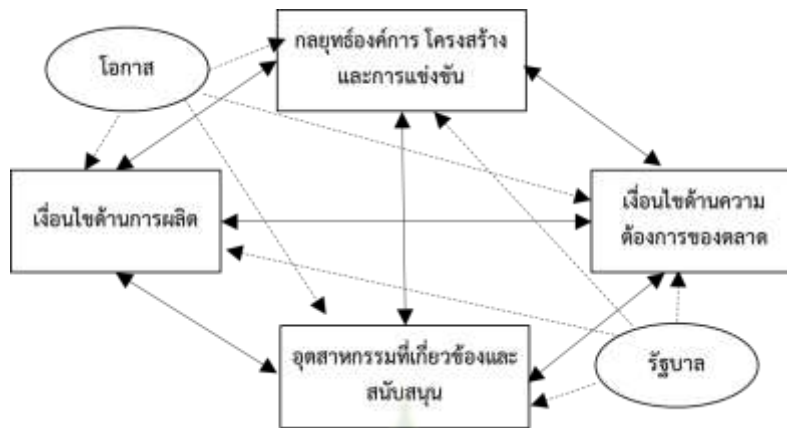 โอกาส
กลยุทธ์องค์การ โครงสร้าง
และการแข่งขัน
เงื่อนไขด้านการผลิต
เงื่อนไขด้านความ
ต้องการของตลาด
อุตสาหกรรมที่เกี่ยวข้องและ
สนับสนุน
รัฐบาล